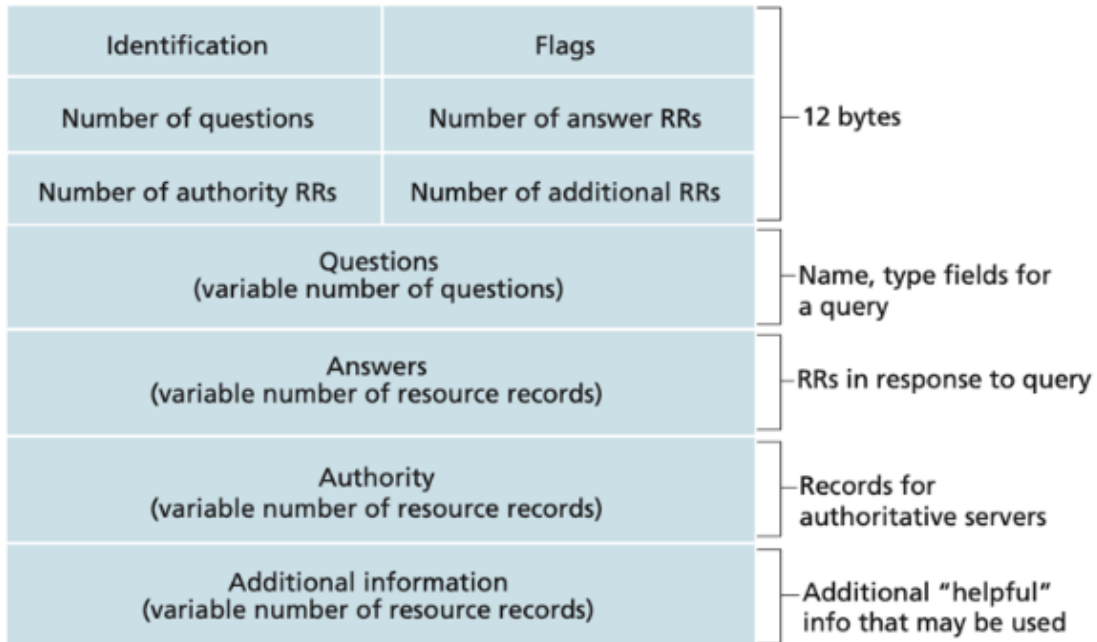 Identification
Flags
Number of questions
Number of answer RRs
12 bytes
Number of authority RRs
Number of additional RRs
Questions
(variable number of questions)
Name, type fields for
a query
Answers
(variable number of resource records)
RRs in response to query
Authority
(variable number of resource records)
Records for
authoritative servers
Additional information
(variable number of resource records)
Additional “helpful”
info that may be used